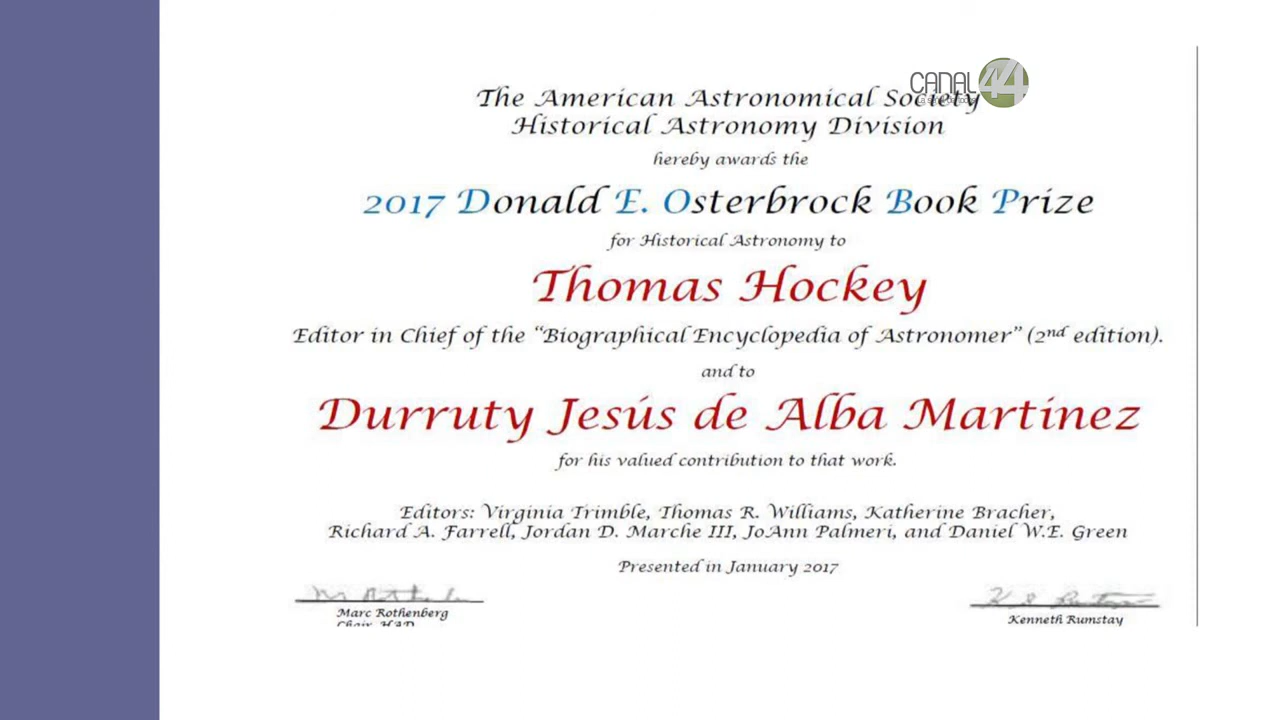 CANAL 44
The American Astronomical Society
Historical Astronomy Division
hereby awards the
2017 Donald E. Osterbrock Book Prize
for Historical Astronomy to
Thomas Hockey
Editor in Chief of the “Biographical Encyclopedia of Astronomer” (2nd edition).
and to
Durruty Jesús de Alba Martínez
for his valued contribution to that work.
Editors: Virginia Trimble, Thomas R. Williams, Katherine Bracher,
Richard A. Farrell, Jordan D. Marche III, JoAnn Palmeri, and Daniel W.E. Green
Presented in January 2017
Marc Rothenberg
Chair, HAD
Kenneth Rumstay